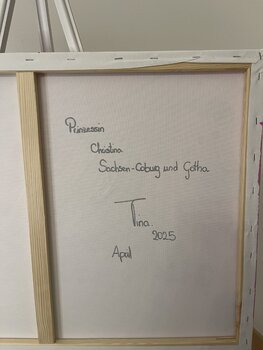 Prinzessin
Christina
Sachsen-Coburg und Gotha
Tina.
2025
April